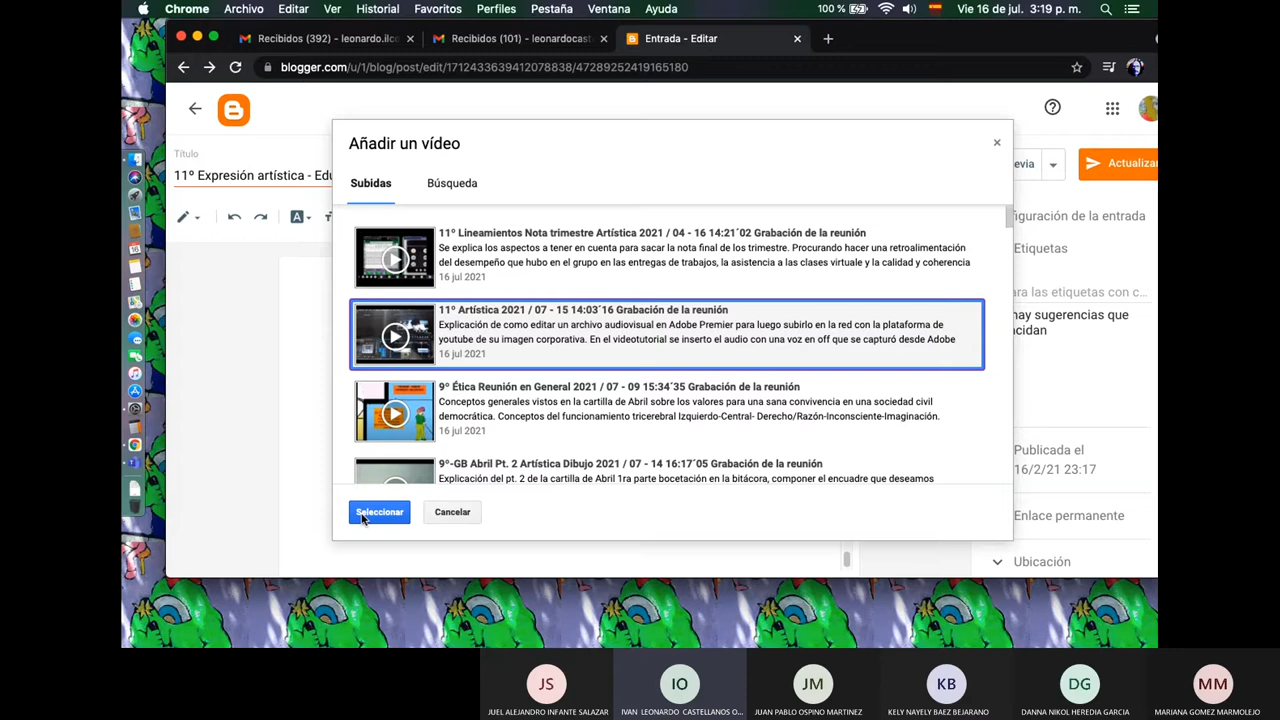 Chrome Archivo Editar Ver Historial Favoritos Perfiles Pestaña Ventana Ayuda 100 % Vie 16 de jul. 3:19 p. m.
Recibidos (392) - leonardo.ilc
Recibidos (101) - leonardocast
Entrada - Editar
blogger.com/u/1/blog/post/edit/1712433639412078838/47289252419165180
Título
11º Expresión artística - Edu
Añadir un vídeo
Subidas Búsqueda
11º Lineamientos Nota trimestre Artística 2021 / 04 - 16 14:21´02 Grabación de la reunión
Se explica los aspectos a tener en cuenta para sacar la nota final de los trimestre. Procurando hacer una retroalimentación
del desempeño que hubo en el grupo en las entregas de trabajos, la asistencia a las clases virtuale y la calidad y coherencia
16 jul 2021
11º Artística 2021 / 07 - 15 14:03´16 Grabación de la reunión
Explicación de como editar un archivo audiovisual en Adobe Premier para luego subirlo en la red con la plataforma de
youtube de su imagen corporativa. En el videotutorial se inserto el audio con una voz en off que se capturó desde Adobe
16 jul 2021
9º Ética Reunión en General 2021 / 07 - 09 15:34´35 Grabación de la reunión
Conceptos generales vistos en la cartilla de Abril sobre los valores para una sana convivencia en una sociedad civil
democrática. Conceptos del funcionamiento tricerebral Izquierdo-Central- Derecho/Razón-Inconsciente-Imaginación.
16 jul 2021
9º-GB Abril Pt. 2 Artística Dibujo 2021 / 07 - 14 16:17´05 Grabación de la reunión
Explicación del pt. 2 de la cartilla de Abril 1ra parte bocetación en la bitácora, componer el encuadre que deseamos
Seleccionar Cancelar
evia
Actualiza
figuración de la entrada
Etiquetas
ara las etiquetas con c...
hay sugerencias que
ncidan
Publicada el
16/2/21 23:17
Enlace permanente
Ubicación
JS IO JM KB DG MM
JUEL ALEJANDRO INFANTE SALAZAR IVAN LEONARDO CASTELLANOS O... JUAN PABLO OSPINO MARTINEZ KELY NAYELY BAEZ BEJARANO DANNA NIKOL HEREDIA GARCIA MARIANA GOMEZ MARMOLEJO